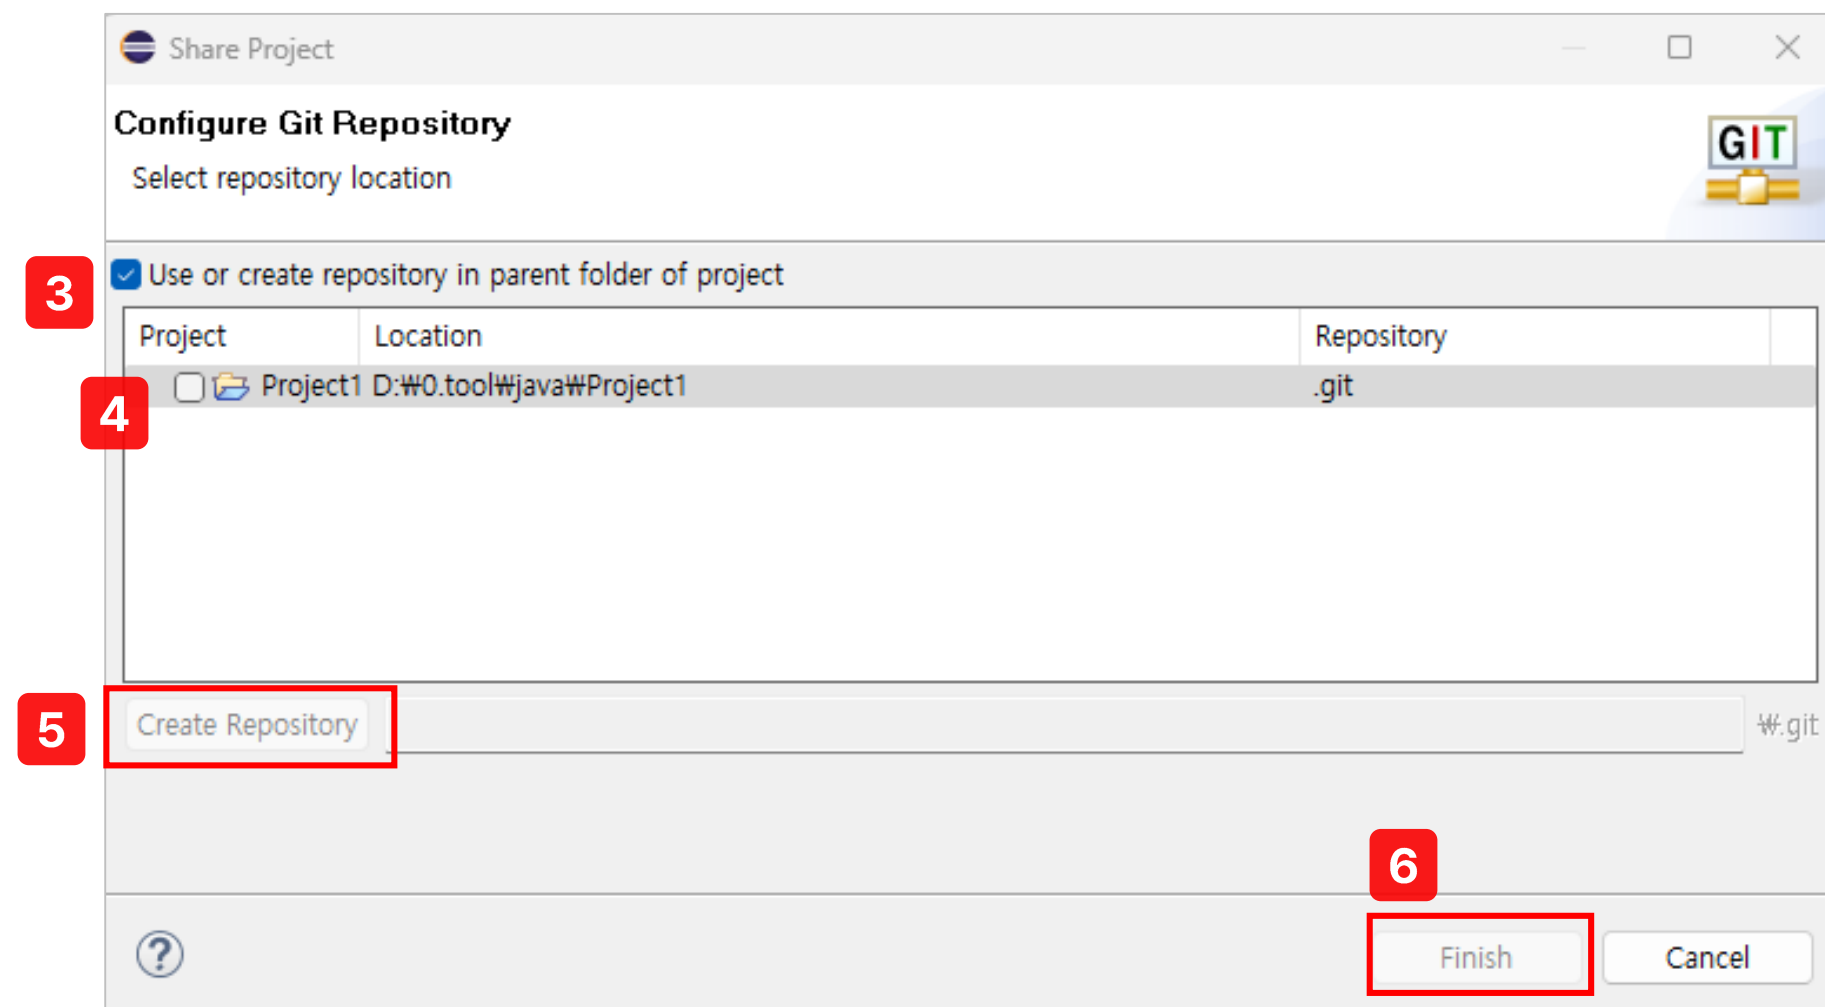 Share Project
Configure Git Repository
Select repository location
GIT
3
Use or create repository in parent folder of project
Project Location Repository
4
Project1 D:₩0.tool₩java₩Project1 .git
5
Create Repository ₩.git
6
?
Finish Cancel